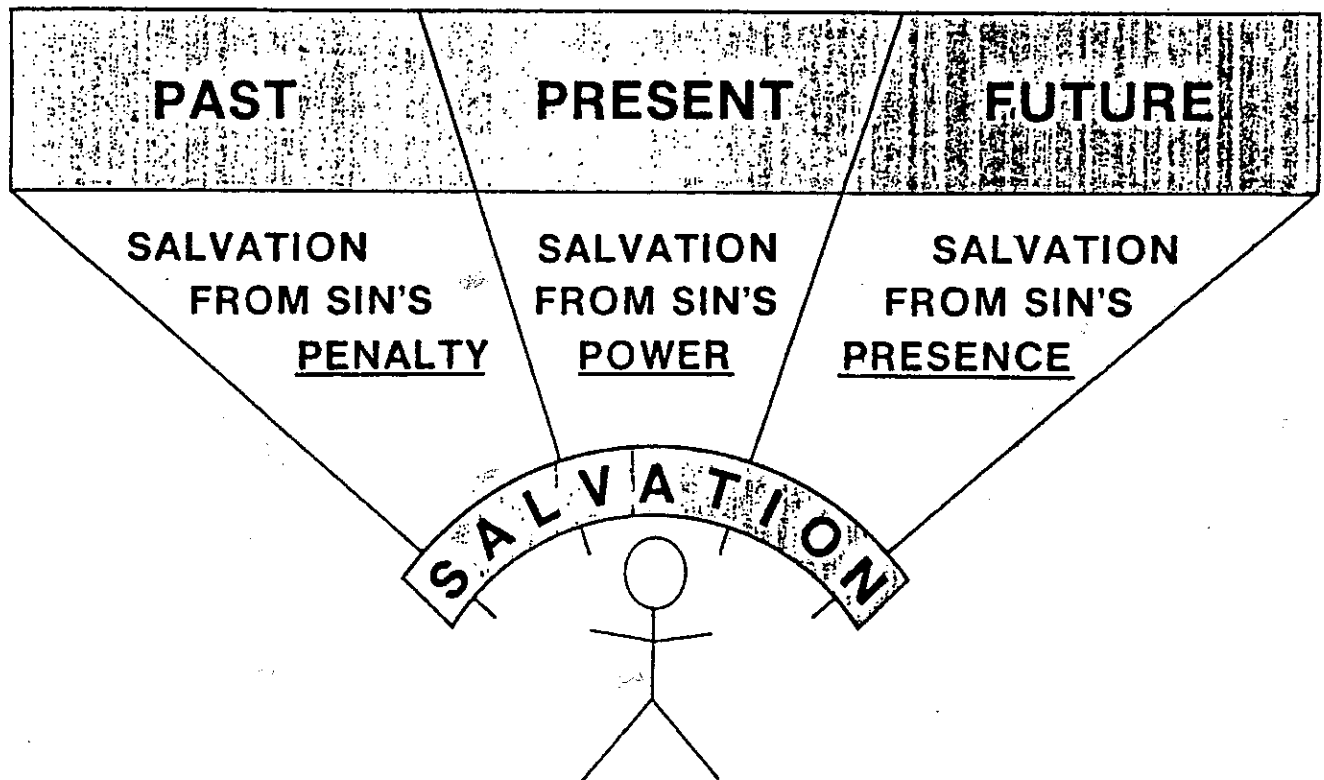 PAST
PRESENT
FUTURE
SALVATION
FROM SIN'S
PENALTY
SALVATION
FROM SIN'S
POWER
SALVATION
FROM SIN'S
PRESENCE
SALVATION